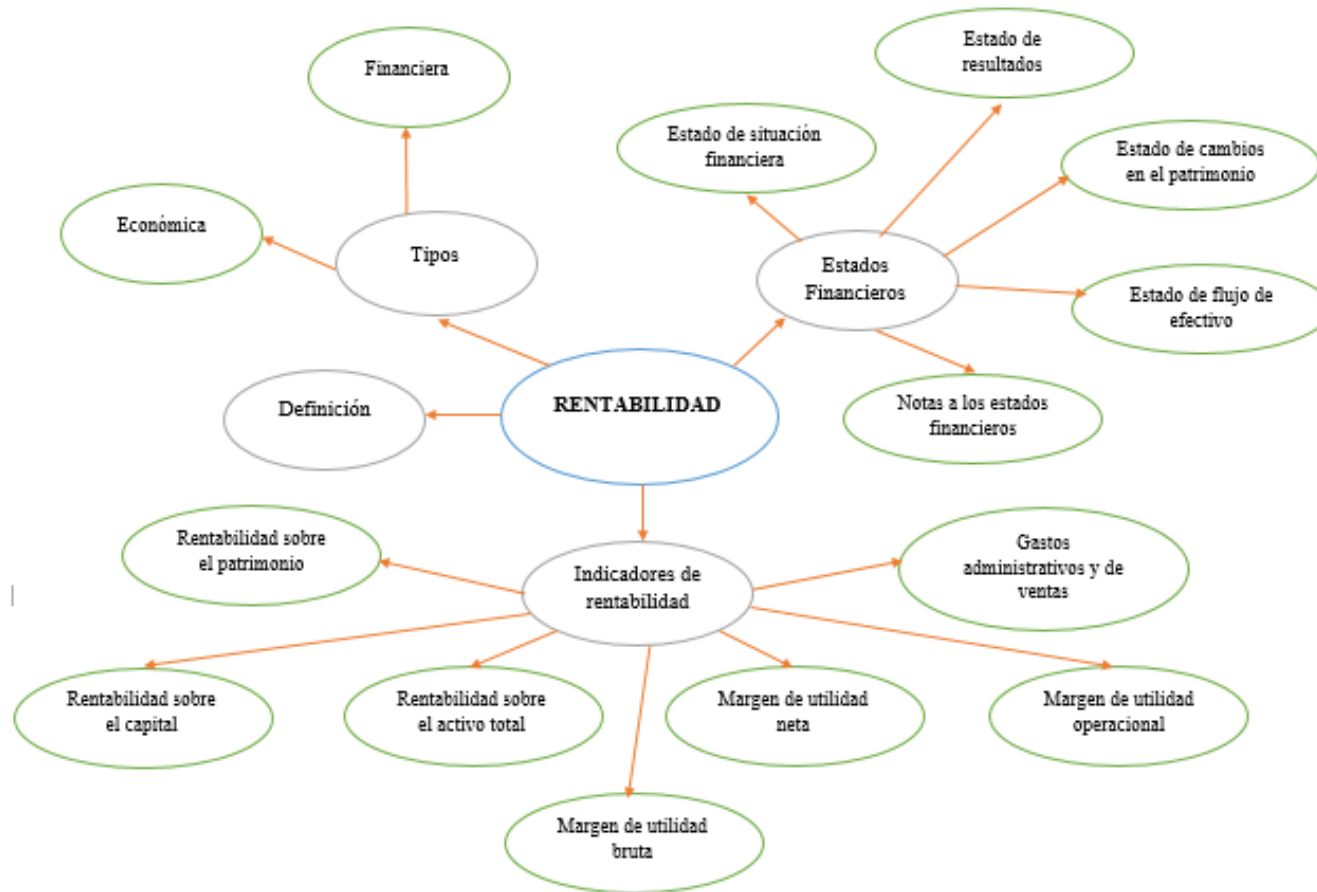 Estado de
resultados
Financiera
Estado de situación
financiera
Estado de cambios
en el patrimonio
Económica
Tipos
Estados
Financieros
Estado de flujo de
efectivo
Definición
RENTABILIDAD
Notas a los estados
financieros
Rentabilidad sobre
el patrimonio
Indicadores de
rentabilidad
Gastos
administrativos y de
ventas
Rentabilidad sobre
el capital
Rentabilidad sobre
el activo total
Margen de utilidad
neta
Margen de utilidad
operacional
Margen de utilidad
bruta